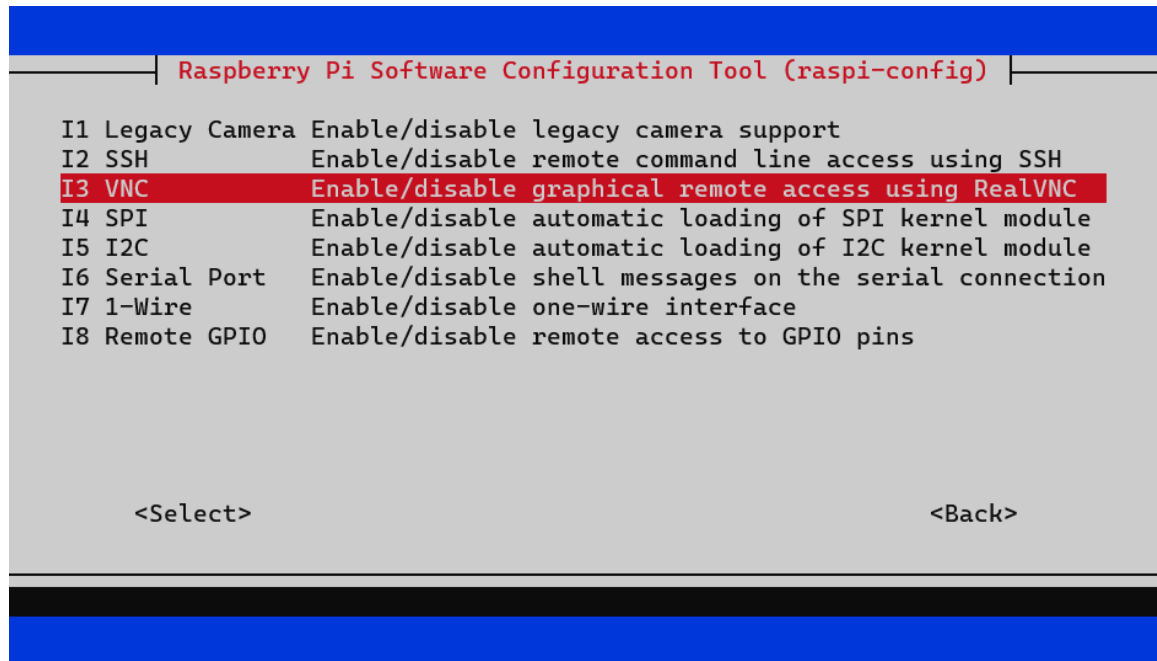 Raspberry Pi Software Configuration Tool (raspi-config)
I1 Legacy Camera Enable/disable legacy camera support
I2 SSH Enable/disable remote command line access using SSH
I3 VNC Enable/disable graphical remote access using RealVNC
I4 SPI Enable/disable automatic loading of SPI kernel module
I5 I2C Enable/disable automatic loading of I2C kernel module
I6 Serial Port Enable/disable shell messages on the serial connection
I7 1-Wire Enable/disable one-wire interface
I8 Remote GPIO Enable/disable remote access to GPIO pins
<Select> <Back>